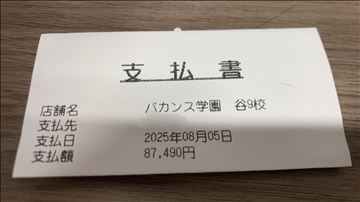 支払書
店舗名 バカンス学園 谷9校
支払先
支払日 2025年08月05日
支払額 87,490円